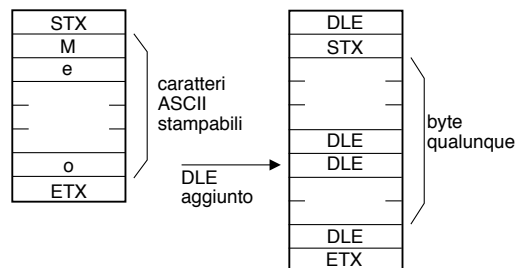 STX
M
e
o
ETX
caratteri
ASCII
stampabili
DLE
aggiunto
DLE
STX
DLE
DLE
DLE
ETX
byte
qualunque